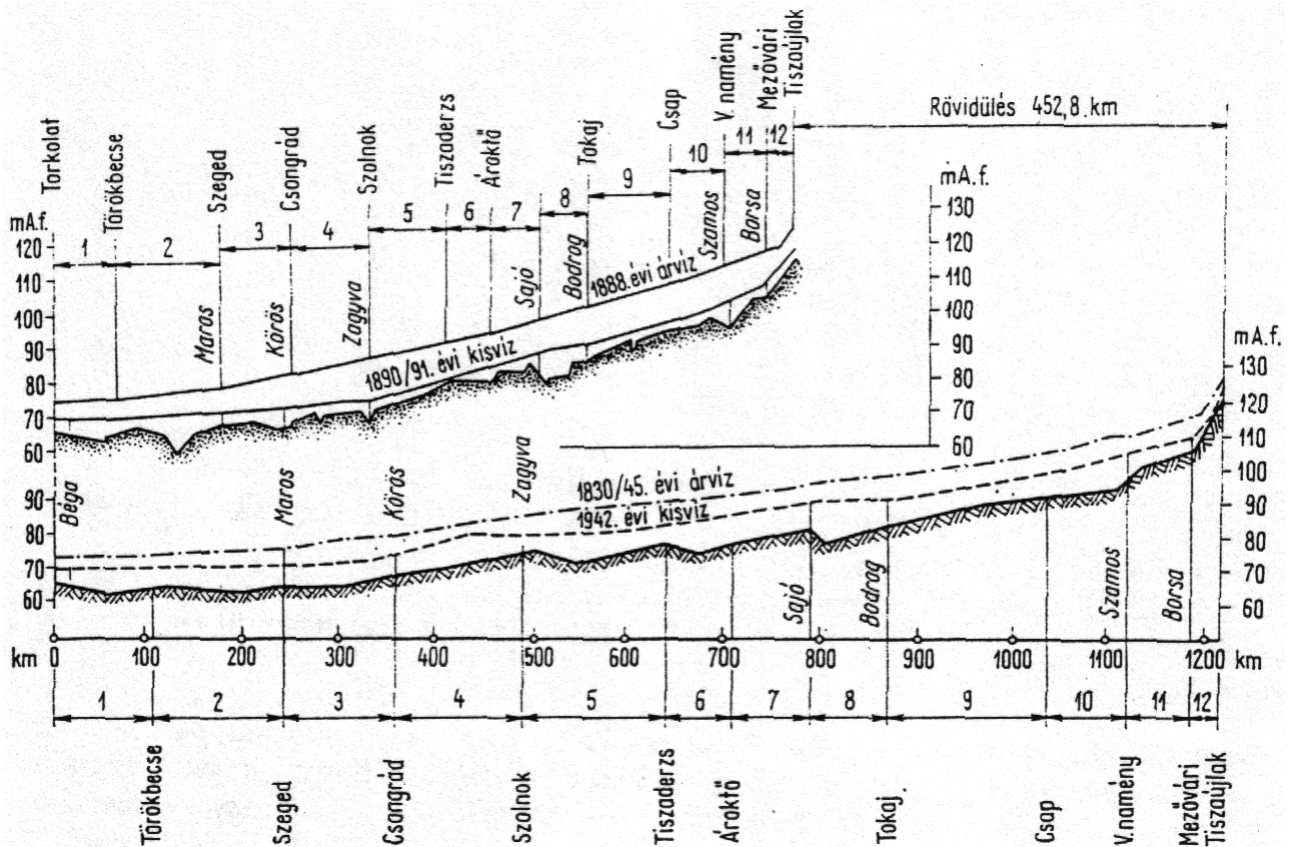 Torkolat
Törökbecse
Szeged
Csongrád
Szolnok
Tiszaderzs
Ároktő
Tokaj
Csap
V. namény
Mezővári
Tiszaújlak
Rövidülés 452,8. km
mA.f.
120
110
100
90
80
70
60
1 2 3 4 5 6 7 8 9 10 11 12
Maros
Körös
Zagyva
Sajó
Bodrog
Szamos
Borsa
1888. évi árvíz
1890/91. évi kisvíz
mA.f.
130
120
110
100
90
80
70
60
mA.f.
130
120
110
100
90
80
70
60
90
80
70
60
Béga
Maros
Körös
Zagyva
Sajó
Bodrog
Szamos
Borsa
1830/45. évi árvíz
1942. évi kisvíz
km 0 100 200 300 400 500 600 700 800 900 1000 1100 1200 km
1 2 3 4 5 6 7 8 9 10 11 12
Törökbecse
Szeged
Csongrád
Szolnok
Tiszaderzs
Ároktő
Tokaj.
Csap
V.namény
Mezővári
Tiszaújlak